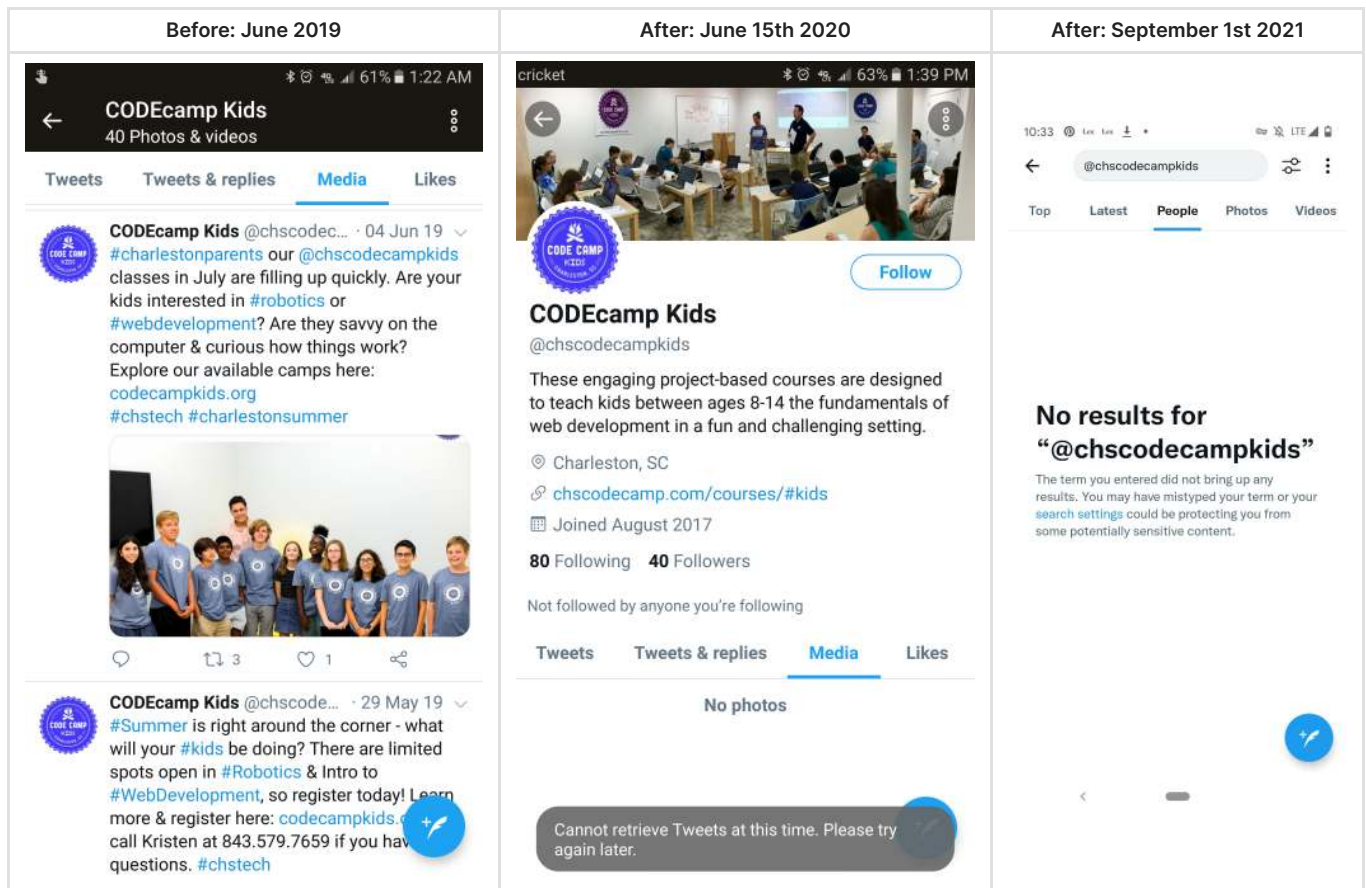 Before: June 2019
After: June 15th 2020
After: September 1st 2021
61% 1:22 AM
CODEcamp Kids
40 Photos & videos
Tweets Tweets & replies Media Likes
CODEcamp Kids @chscodec... · 04 Jun 19
#charlestonparents our @chscodecampkids
classes in July are filling up quickly. Are your
kids interested in #robotics or
#webdevelopment? Are they savvy on the
computer & curious how things work?
Explore our available camps here:
codecampkids.org
#chstech #charlestonsummer
CODE CAMP
KIDS
3 1
CODEcamp Kids @chscode... · 29 May 19
#Summer is right around the corner - what
will your #kids be doing? There are limited
spots open in #Robotics & Intro to
#WebDevelopment, so register today! Learn
more & register here: codecampkids.
call Kristen at 843.579.7659 if you hav
questions. #chstech
CODE CAMP
KIDS
cricket 63% 1:39 PM
CODE CAMP
KIDS
CHARLESTON, SC
Follow
CODEcamp Kids
@chscodecampkids
These engaging project-based courses are designed
to teach kids between ages 8-14 the fundamentals of
web development in a fun and challenging setting.
Charleston, SC
chscodecamp.com/courses/#kids
Joined August 2017
80 Following 40 Followers
Not followed by anyone you're following
Tweets Tweets & replies Media Likes
No photos
Cannot retrieve Tweets at this time. Please try
again later.
10:33 LTE
@chscodecampkids
Top Latest People Photos Videos
No results for
“@chscodecampkids”
The term you entered did not bring up any
results. You may have mistyped your term or your
search settings could be protecting you from
some potentially sensitive content.